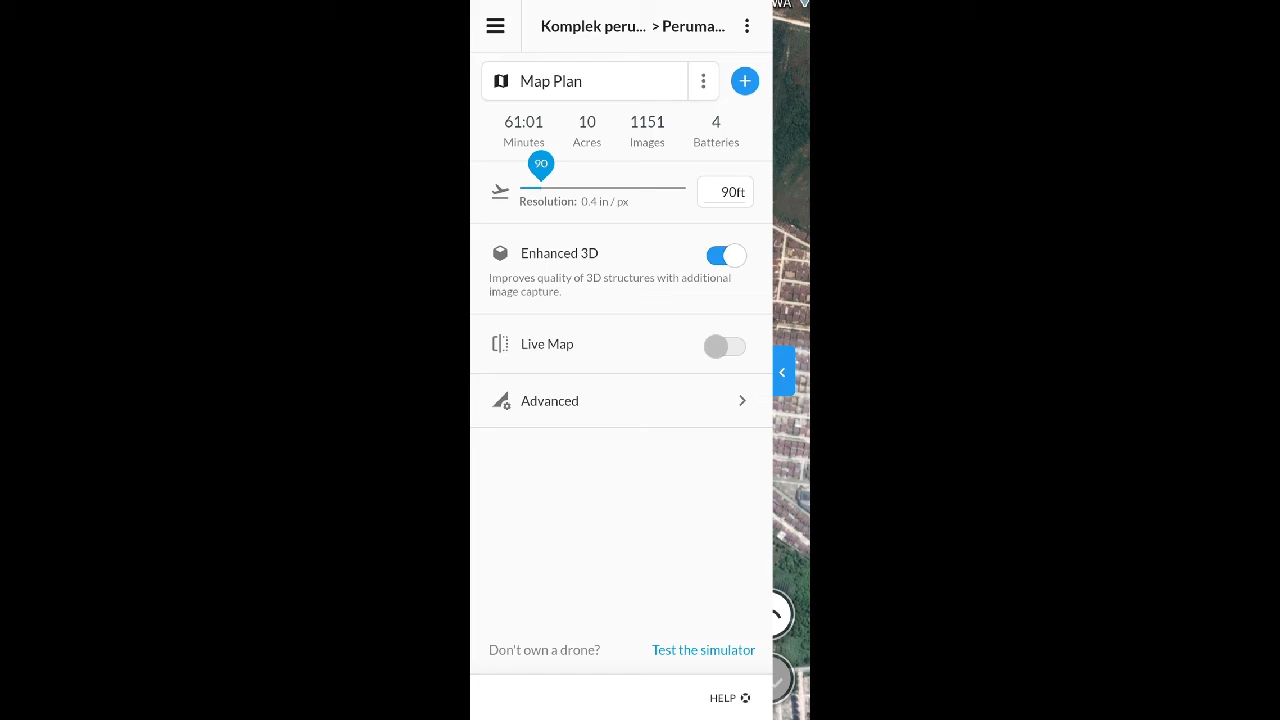 Komplek peru... > Peruma...
WA
Map Plan
61:01 10 1151 4
Minutes Acres Images Batteries
90
90ft
Resolution: 0.4 in / px
Enhanced 3D
Improves quality of 3D structures with additional
image capture.
Live Map
Advanced
Don't own a drone? Test the simulator
HELP